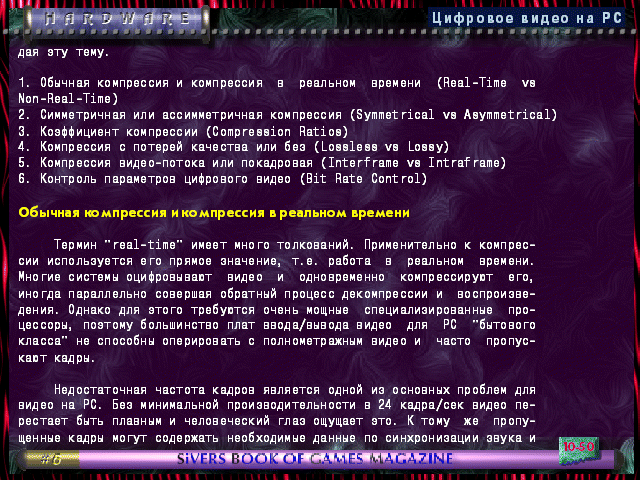 HARDWARE
Цифровое видео на PC
дая эту тему.
1. Обычная компрессия и компрессия в реальном времени (Real-Time vs
Non-Real-Time)
2. Симметричная или ассимметричная компрессия (Symmetrical vs Asymmetrical)
3. Коэффициент компрессии (Compression Ratios)
4. Компрессия с потерей качества или без (Lossless vs Lossy)
5. Компрессия видео-потока или покадровая (Interframe vs Intraframe)
6. Контроль параметров цифрового видео (Bit Rate Control)
Обычная компрессия и компрессия в реальном времени
Термин "real-time" имеет много толкований. Применительно к компрес-
сии используется его прямое значение, т.е. работа в реальном времени.
Многие системы оцифровывают видео и одновременно компрессируют его,
иногда параллельно совершая обратный процесс декомпрессии и воспроизве-
дения. Однако для этого требуются очень мощные специализированные про-
цессоры, поэтому большинство плат ввода/вывода видео для PC "бытового
класса" не способны оперировать с полнометражным видео и часто пропус-
кают кадры.
Недостаточная частота кадров является одной из основных проблем для
видео на PC. Без минимальной производительности в 24 кадра/сек видео пе-
рестает быть плавным и человеческий глаз ощущает это. К тому же пропу-
щенные кадры могут содержать необходимые данные по синхронизации звука и
10-50
#6
SIVERS BOOK OF GAMES MAGAZINE